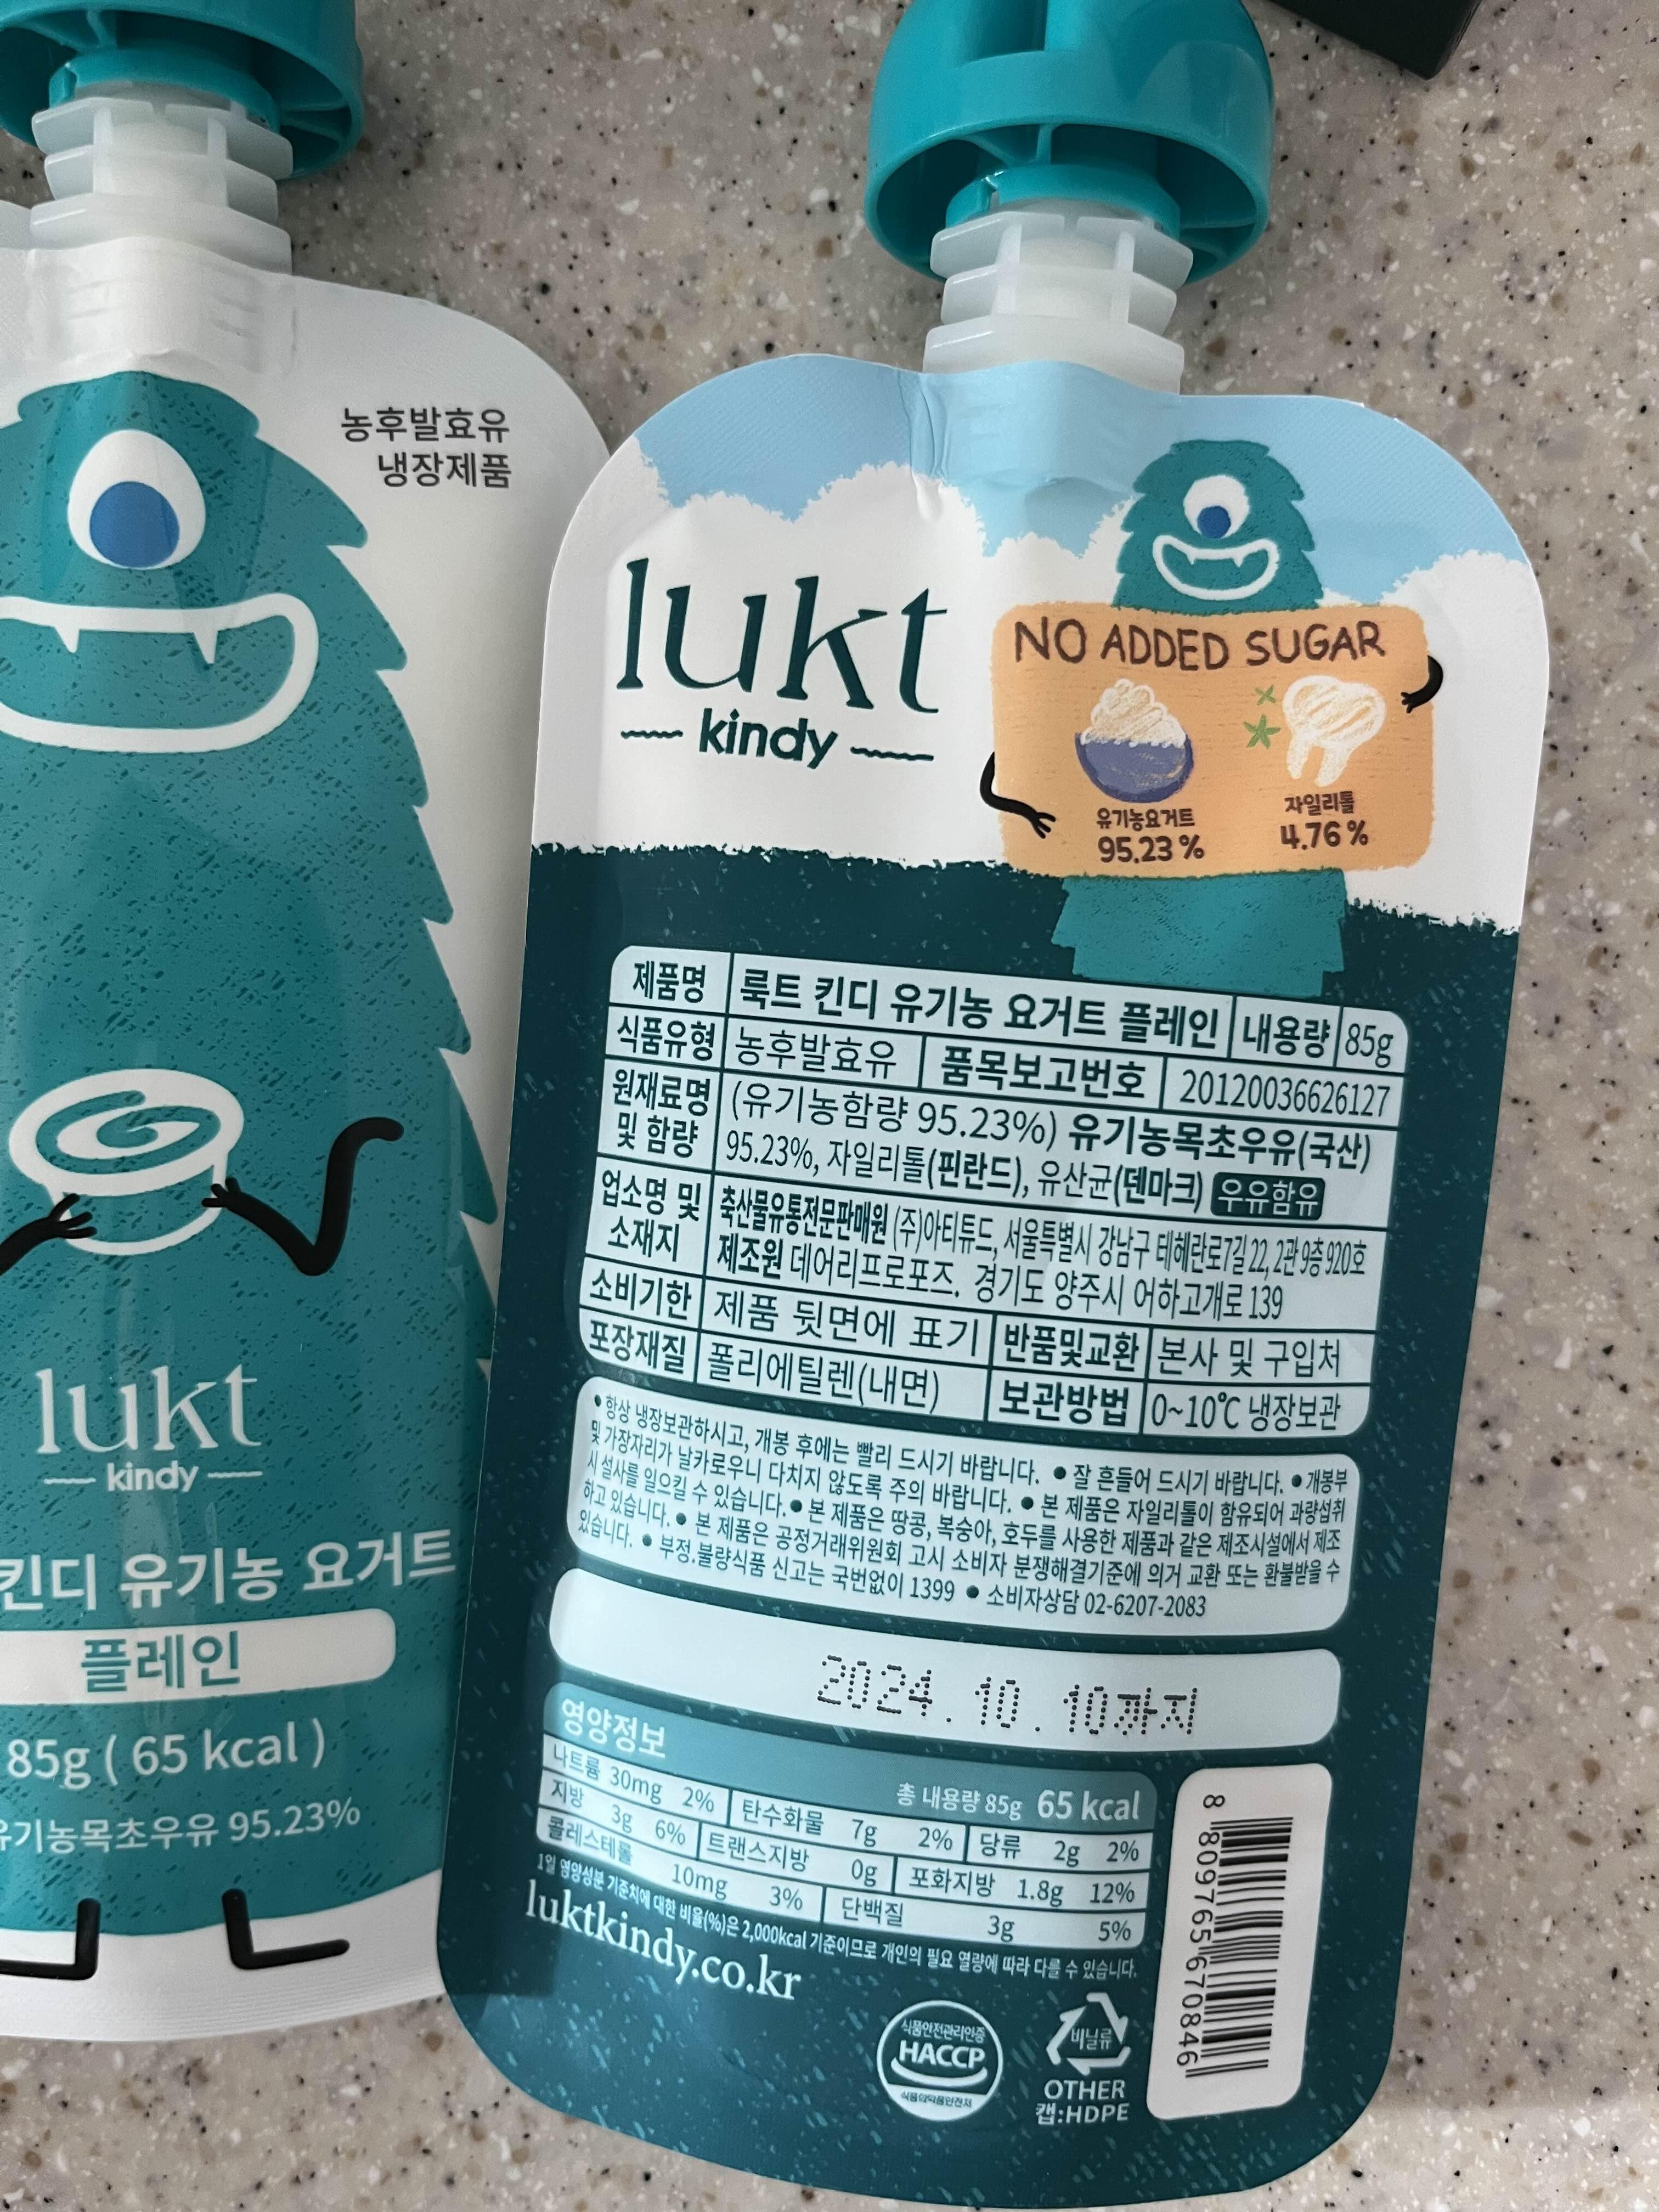 농후발효유
냉장제품
lukt
kindy
킨디 유기농 요거트
플레인
85g ( 65 kcal )
유기농목초우유 95.23%
lukt
kindy
NO ADDED SUGAR
유기농요거트
95.23 %
자일리톨
4.76 %
제품명 룩트 킨디 유기농 요거트 플레인 내용량 85g
식품유형 농후발효유 품목보고번호 20120036626127
원재료명 및 함량 (유기농함량 95.23%) 유기농목초우유(국산)
95.23%, 자일리톨(핀란드), 유산균(덴마크) 우유함유
업소명 및 소재지 축산물유통전문판매원 (주)아티튜드, 서울특별시 강남구 테헤란로7길 22, 2관 9층 920호
제조원 데어리프로포즈. 경기도 양주시 어하고개로 139
소비기한 제품 뒷면에 표기 반품및교환 본사 및 구입처
포장재질 폴리에틸렌(내면) 보관방법 0~10℃ 냉장보관
• 항상 냉장보관하시고, 개봉 후에는 빨리 드시기 바랍니다. • 잘 흔들어 드시기 바랍니다. • 개봉부
및 가장자리가 날카로우니 다치지 않도록 주의 바랍니다. • 본 제품은 자일리톨이 함유되어 과량섭취
시 설사를 일으킬 수 있습니다. • 본 제품은 땅콩, 복숭아, 호두를 사용한 제품과 같은 제조시설에서 제조
하고 있습니다. • 본 제품은 공정거래위원회 고시 소비자 분쟁해결기준에 의거 교환 또는 환불받을 수
있습니다. • 부정.불량식품 신고는 국번없이 1399 • 소비자상담 02-6207-2083
2024. 10. 10까지
영양정보 총 내용량 85g 65 kcal
나트륨 30mg 2% 탄수화물 7g 2% 당류 2g 2%
지방 3g 6% 트랜스지방 0g 포화지방 1.8g 12%
콜레스테롤 10mg 3% 단백질 3g 5%
1일 영양성분 기준치에 대한 비율(%)은 2,000kcal 기준이므로 개인의 필요 열량에 따라 다를 수 있습니다.
luktkindy.co.kr
식품안전관리인증
HACCP
식품의약품안전처
비닐류
OTHER
캡:HDPE
8 809765 670846